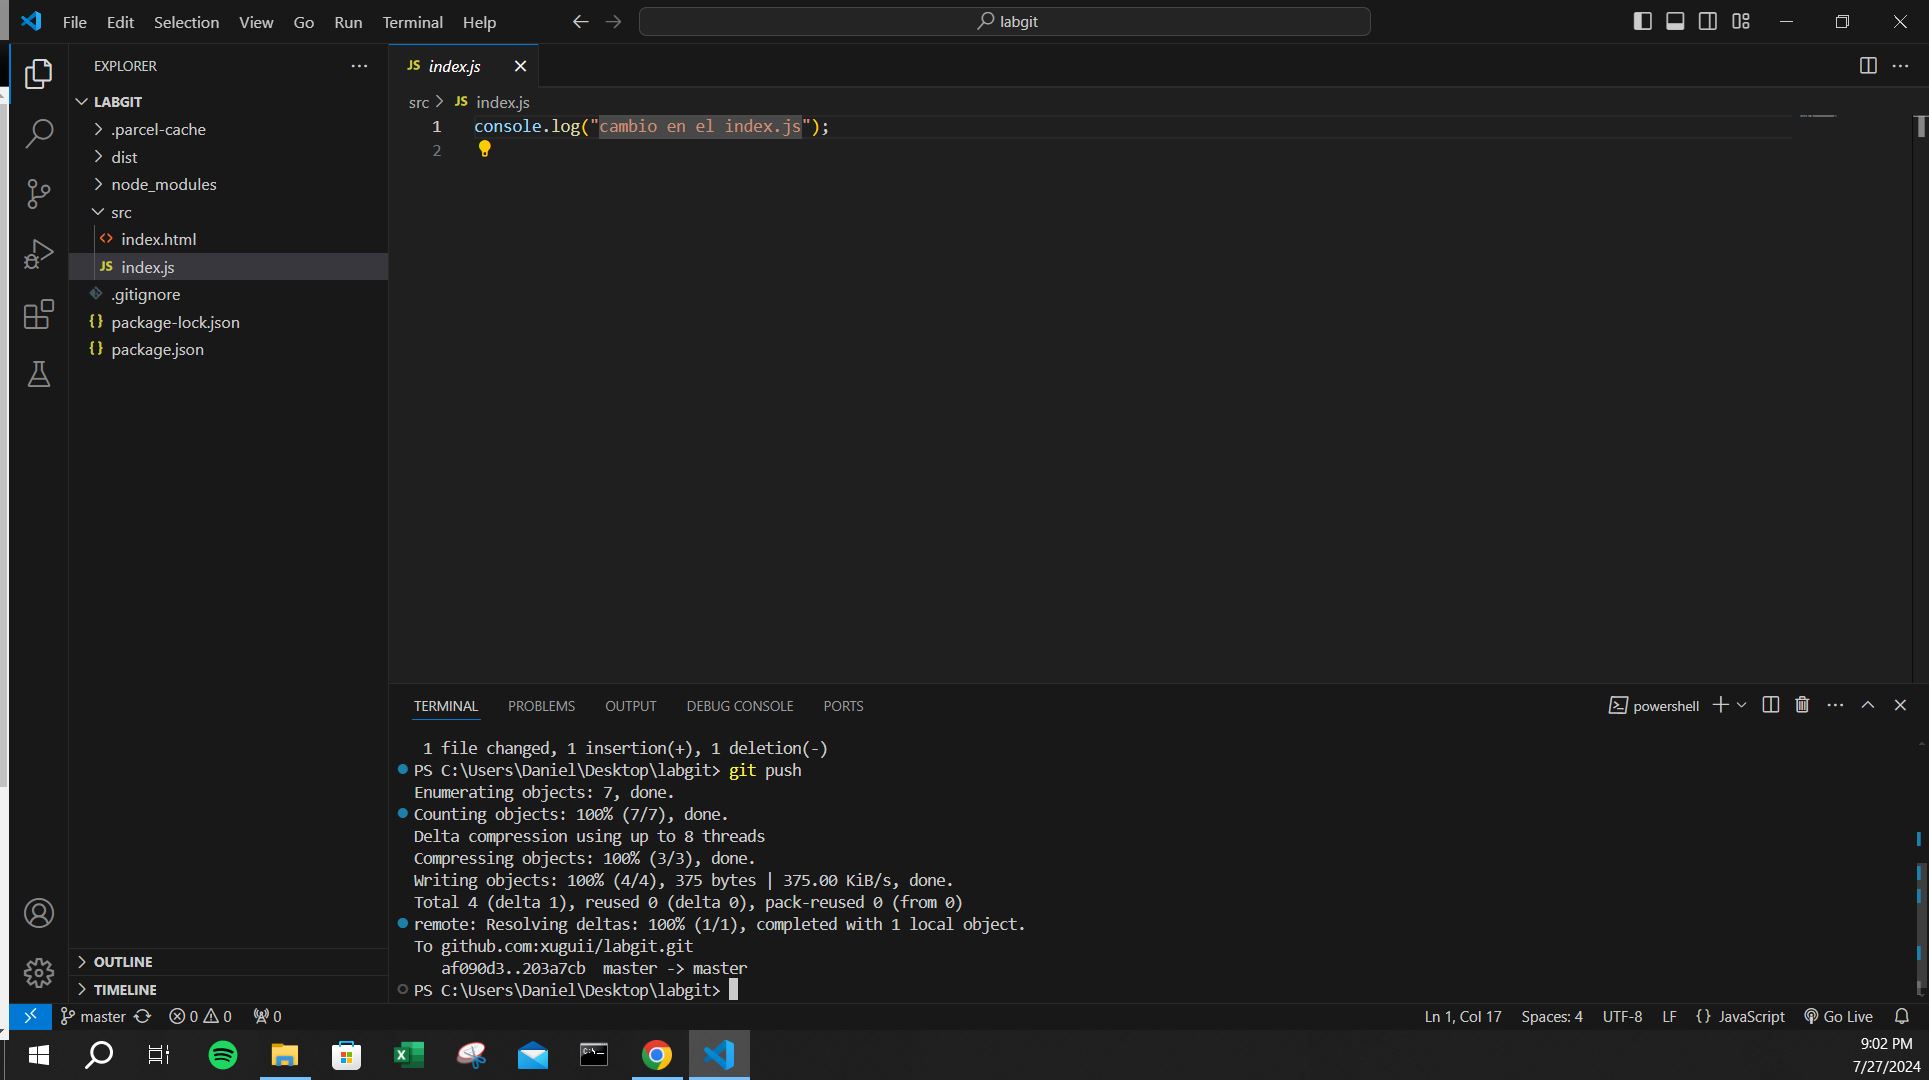 File Edit Selection View Go Run Terminal Help
labgit
EXPLORER
LABGIT
.parcel-cache
dist
node_modules
src
index.html
JS index.js
.gitignore
{} package-lock.json
{} package.json
OUTLINE
TIMELINE
JS index.js
src > JS index.js
1 console.log("cambio en el index.js");
2
TERMINAL PROBLEMS OUTPUT DEBUG CONSOLE PORTS
powershell
1 file changed, 1 insertion(+), 1 deletion(-)
PS C:\Users\Daniel\Desktop\labgit> git push
Enumerating objects: 7, done.
Counting objects: 100% (7/7), done.
Delta compression using up to 8 threads
Compressing objects: 100% (3/3), done.
Writing objects: 100% (4/4), 375 bytes | 375.00 KiB/s, done.
Total 4 (delta 1), reused 0 (delta 0), pack-reused 0 (from 0)
remote: Resolving deltas: 100% (1/1), completed with 1 local object.
To github.com:xuguii/labgit.git
af090d3..203a7cb  master -> master
PS C:\Users\Daniel\Desktop\labgit>
master 0 0 0 Ln 1, Col 17 Spaces: 4 UTF-8 LF {} JavaScript Go Live
9:02 PM
7/27/2024